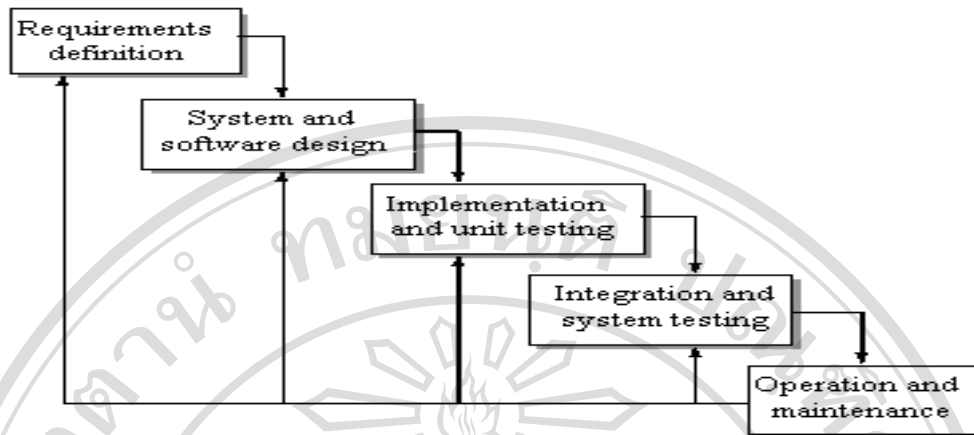 Requirements
definition
System and
software design
Implementation
and unit testing
Integration and
system testing
Operation and
maintenance